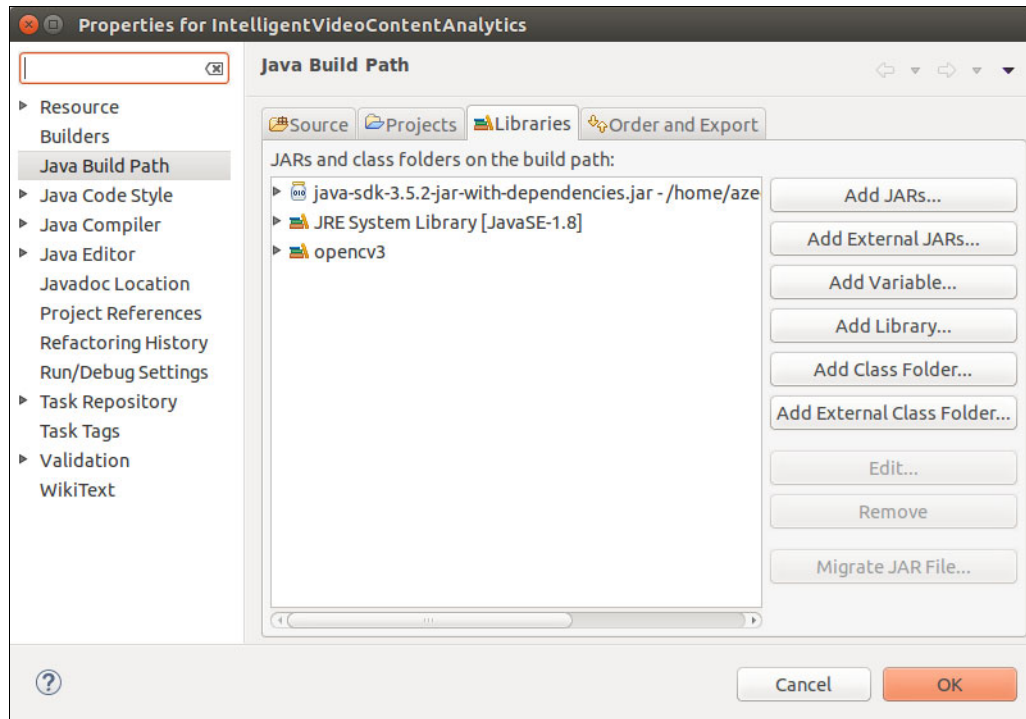 Properties for IntelligentVideoContentAnalytics
Java Build Path
Resource
Builders
Java Build Path
Java Code Style
Java Compiler
Java Editor
Javadoc Location
Project References
Refactoring History
Run/Debug Settings
Task Repository
Task Tags
Validation
WikiText
Source Projects Libraries Order and Export
JARs and class folders on the build path:
java-sdk-3.5.2-jar-with-dependencies.jar - /home/aze
JRE System Library [JavaSE-1.8]
opencv3
Add JARs...
Add External JARs...
Add Variable...
Add Library...
Add Class Folder...
Add External Class Folder...
Edit...
Remove
Migrate JAR File...
?
Cancel
OK